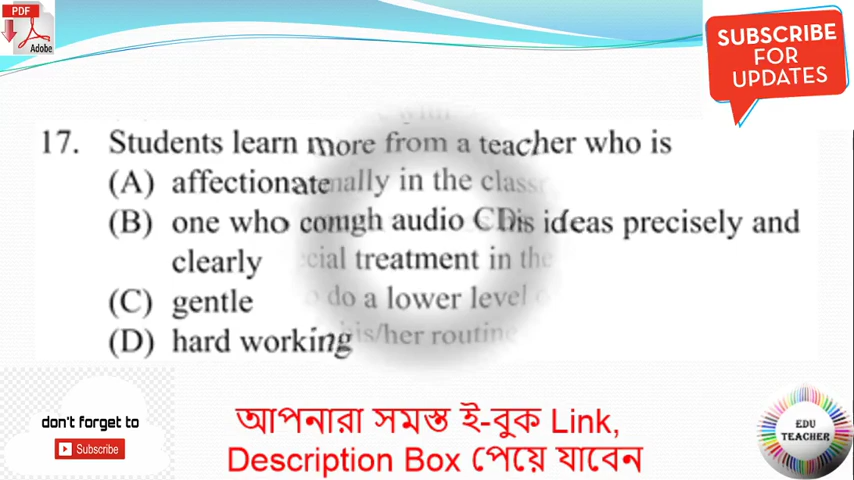 PDF
Adobe
SUBSCRIBE
FOR
UPDATES
17. Students learn more from a teacher who is
(A) affectionate
(B) one who ideas precisely and
clearly
(C) gentle
(D) hard working
don't forget to
Subscribe
আপনারা সমস্ত ই-বুক Link,
Description Box পেয়ে যাবেন
EDU
TEACHER